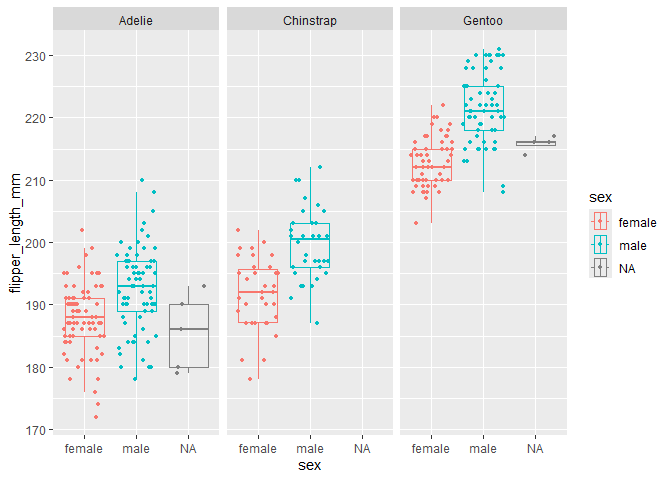 Adelie Chinstrap Gentoo
230
220
210
200
190
180
170
flipper_length_mm
female male NA female male NA female male NA
sex
sex
female
male
NA